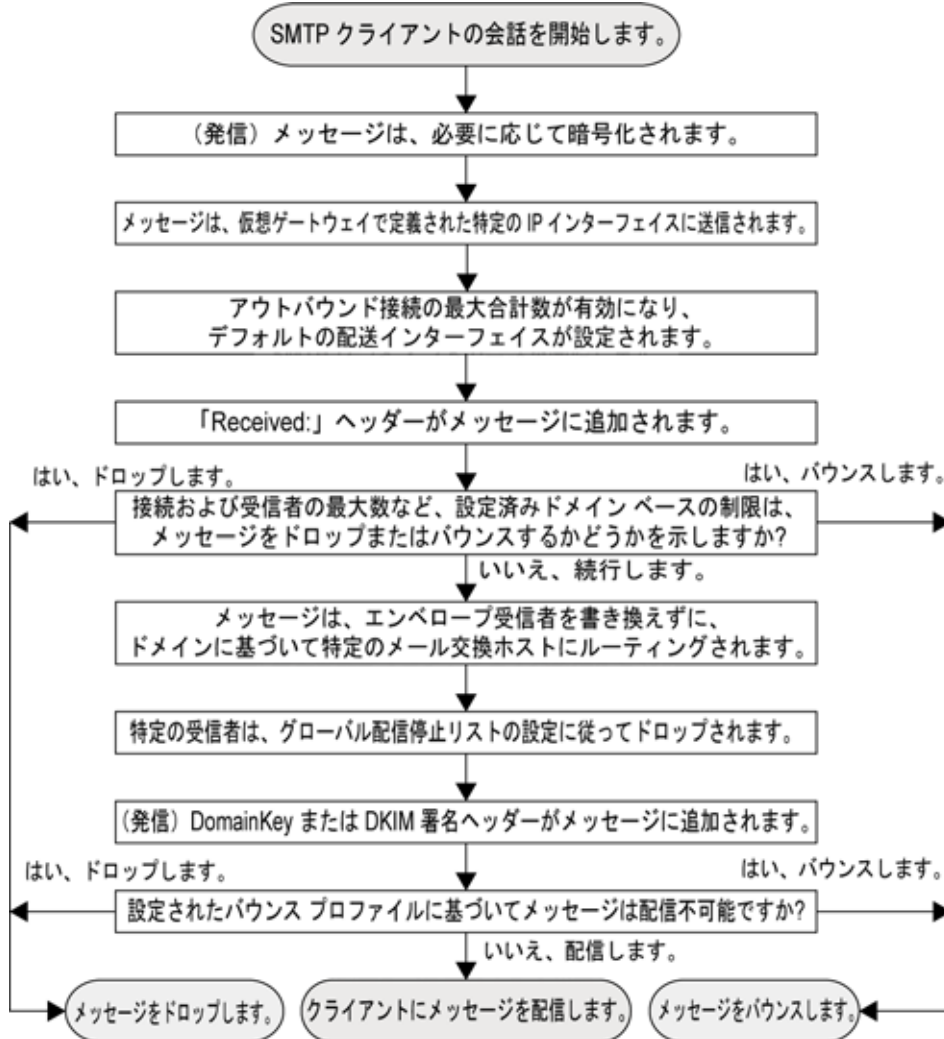 SMTP クライアントの会話を開始します。
（発信）メッセージは、必要に応じて暗号化されます。
メッセージは、仮想ゲートウェイで定義された特定の IP インターフェイスに送信されます。
アウトバウンド接続の最大合計数が有効になり、
デフォルトの配送インターフェイスが設定されます。
「Received:」ヘッダーがメッセージに追加されます。
はい、ドロップします。
はい、バウンスします。
接続および受信者の最大数など、設定済みドメイン ベースの制限は、
メッセージをドロップまたはバウンスするかどうかを示しますか?
いいえ、続行します。
メッセージは、エンベロープ受信者を書き換えずに、
ドメインに基づいて特定のメール交換ホストにルーティングされます。
特定の受信者は、グローバル配信停止リストの設定に従ってドロップされます。
（発信）DomainKey または DKIM 署名ヘッダーがメッセージに追加されます。
はい、ドロップします。
はい、バウンスします。
設定されたバウンス プロファイルに基づいてメッセージは配信不可能ですか?
いいえ、配信します。
メッセージをドロップします。
クライアントにメッセージを配信します。
メッセージをバウンスします。